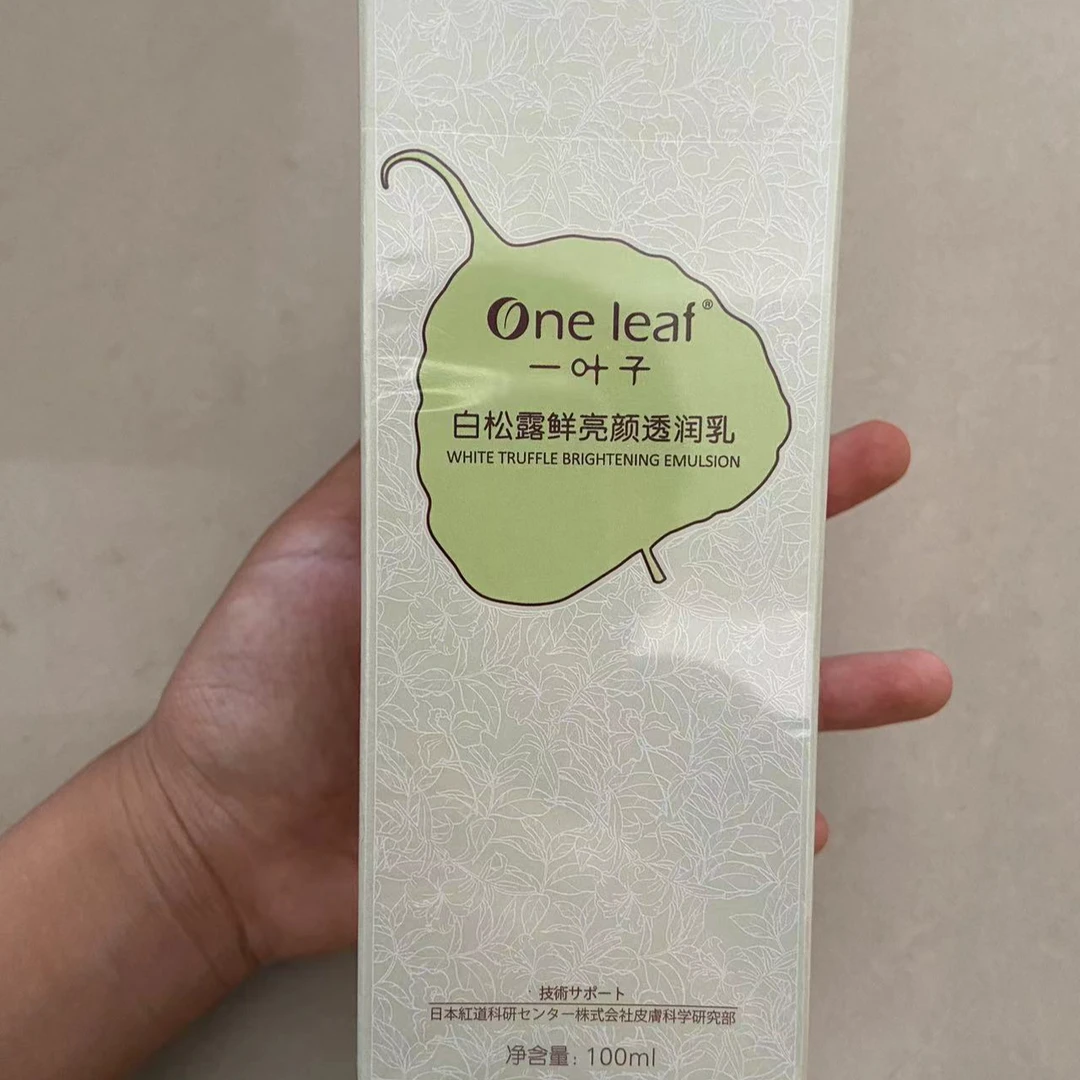 One leaf®
一叶子
白松露鲜亮颜透润乳
WHITE TRUFFLE BRIGHTENING EMULSION
技術サポート
日本紅道科研センター株式会社皮膚科学研究部
净含量：100ml